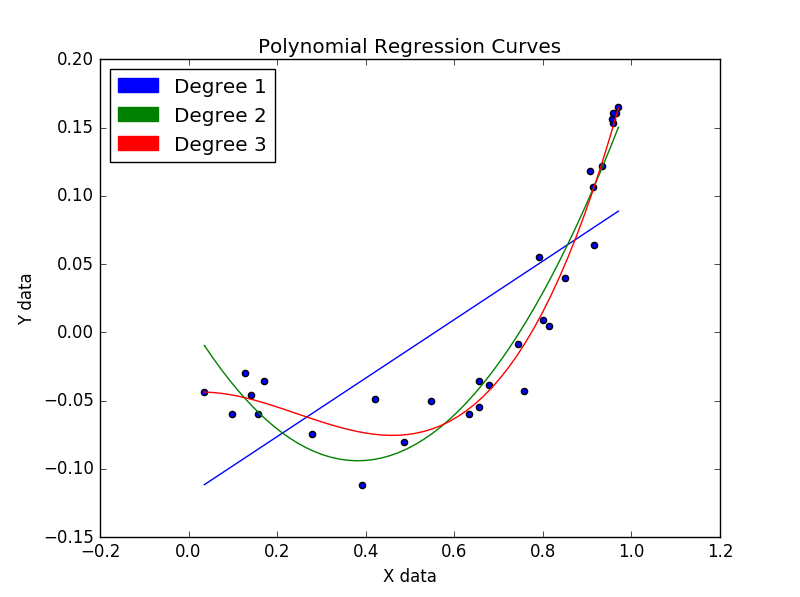 Polynomial Regression Curves
Degree 1
Degree 2
Degree 3
0.20
0.15
0.10
0.05
0.00
−0.05
−0.10
−0.15
Y data
−0.2 0.0 0.2 0.4 0.6 0.8 1.0 1.2
X data